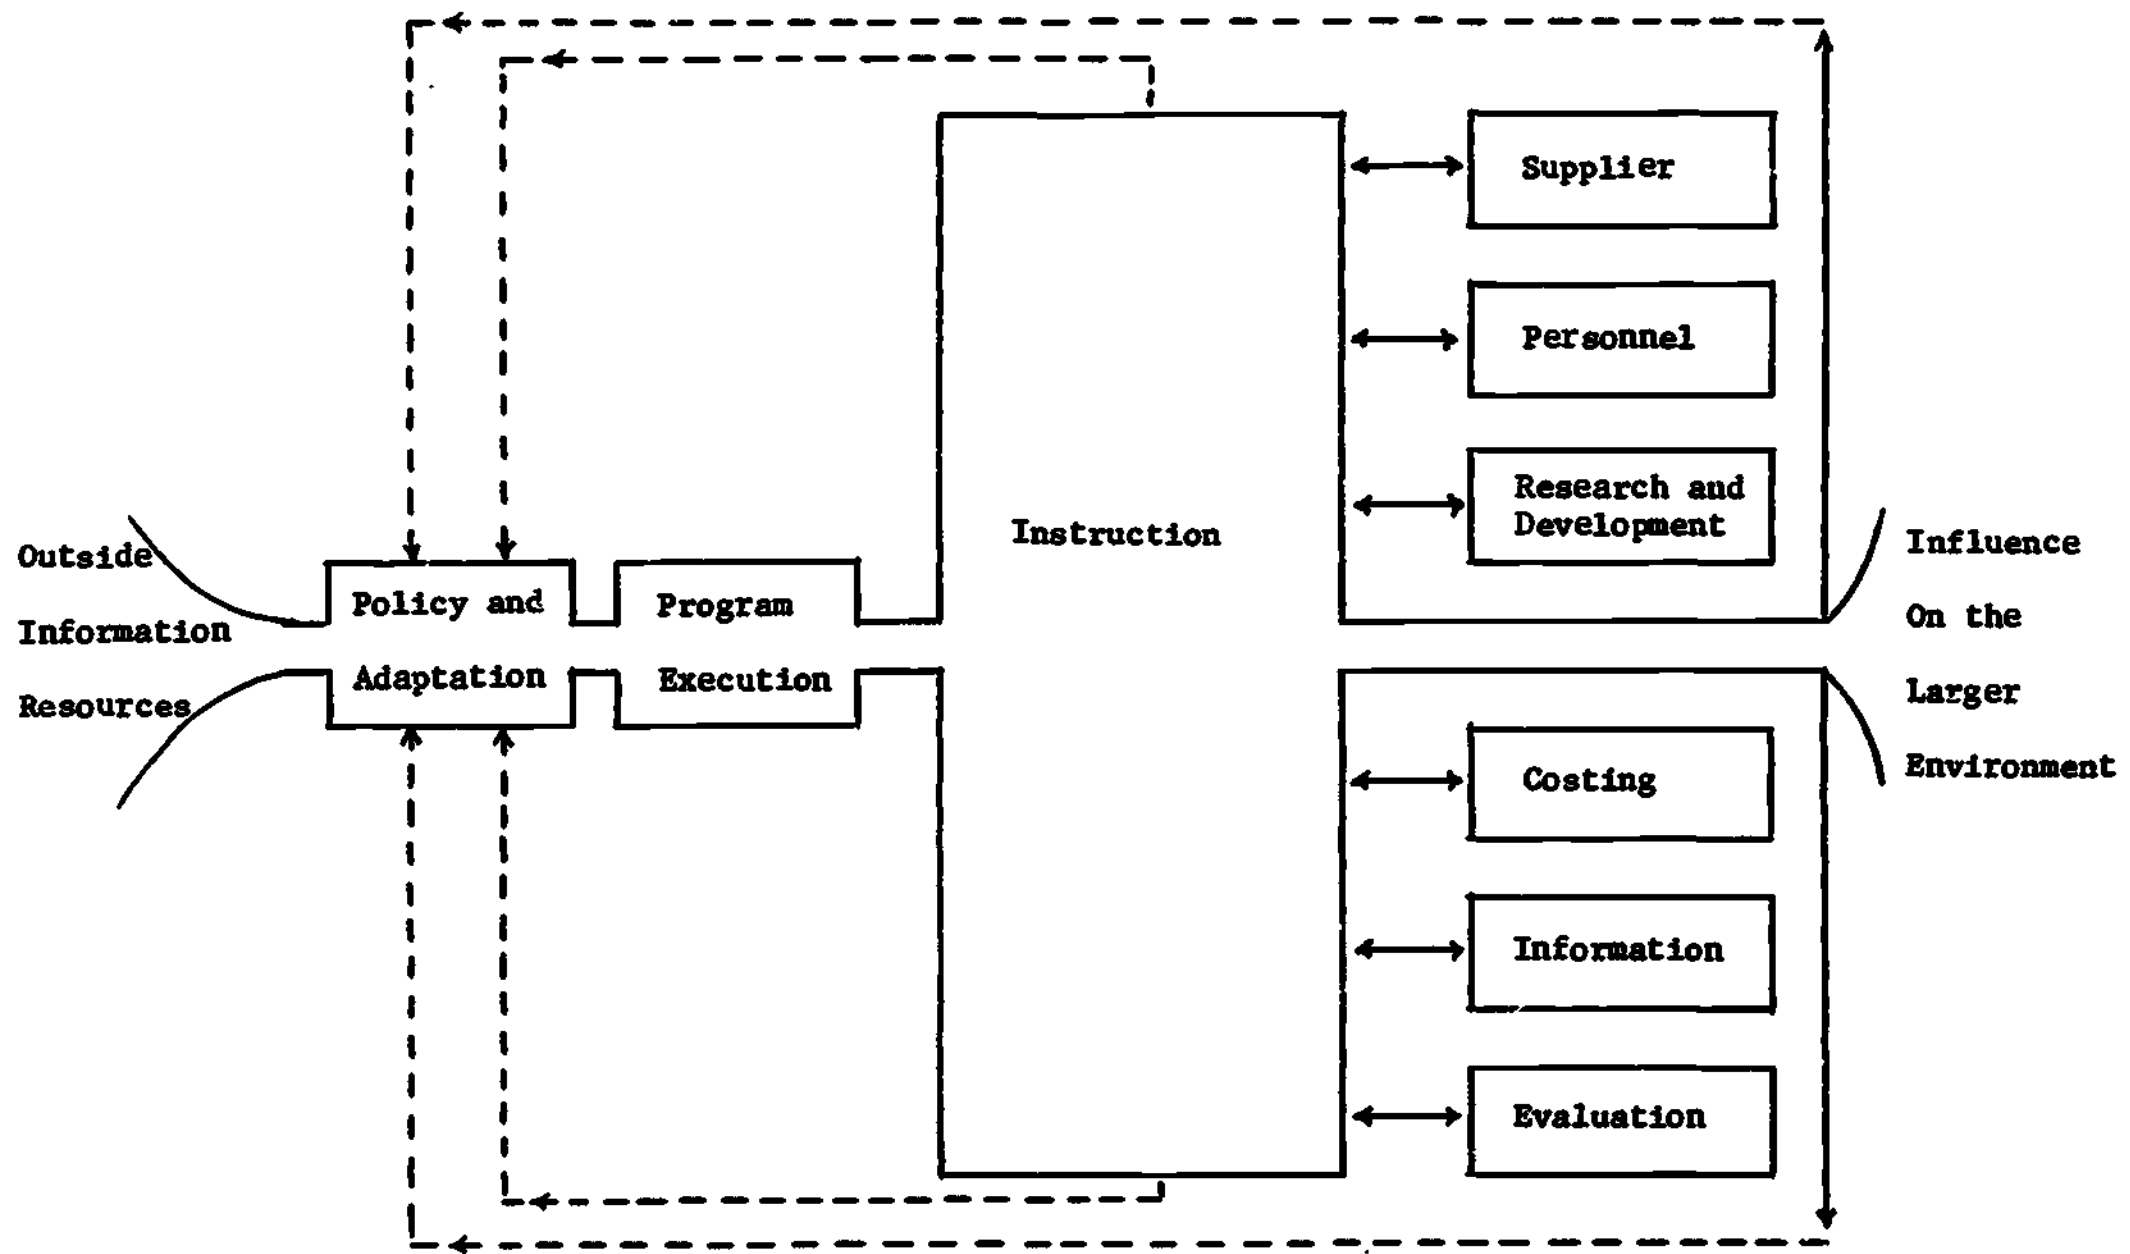 Supplier
Personnel
Research and
Development
Instruction
Outside
Information
Resources
Policy and
Adaptation
Program
Execution
Influence
On the
Larger
Environment
Costing
Information
Evaluation